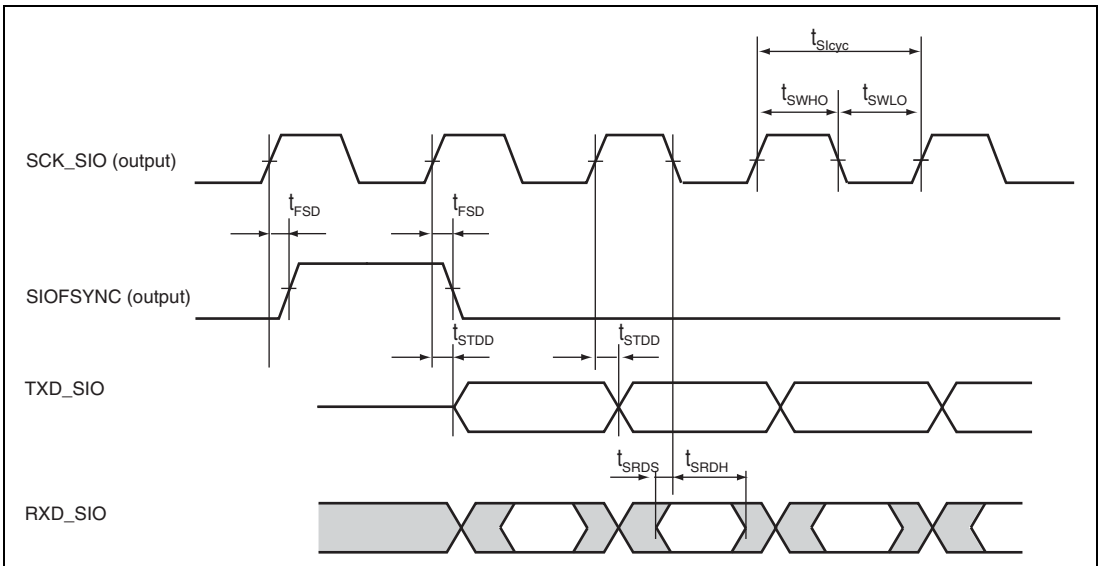 tSIcyc
tSWHO tSWLO
SCK_SIO (output)
tFSD tFSD
SIOFSYNC (output)
tSTDD tSTDD
TXD_SIO
tSRDS tSRDH
RXD_SIO